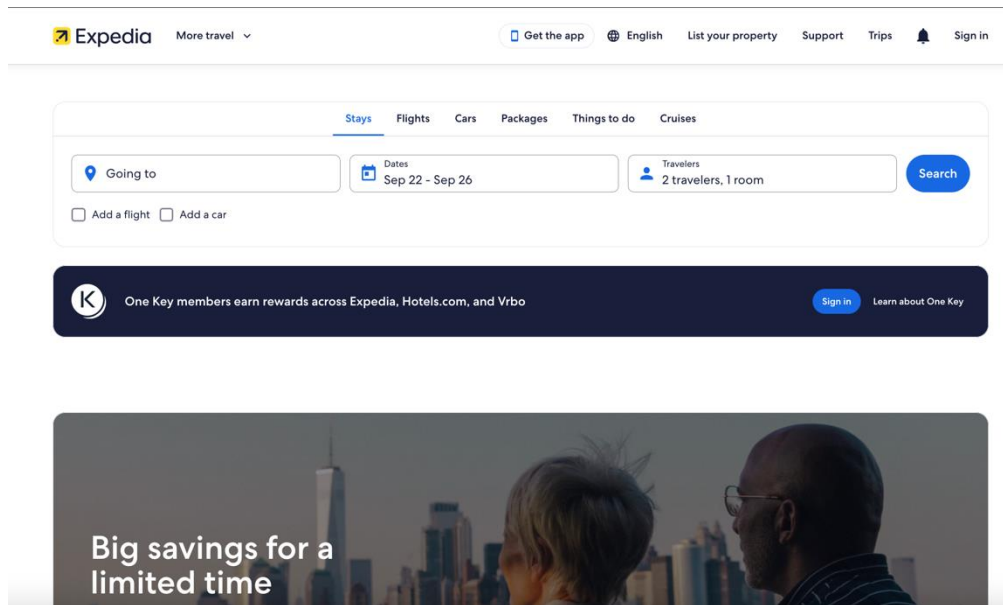 Expedia More travel Get the app English List your property Support Trips Sign in
Stays Flights Cars Packages Things to do Cruises
Going to
Dates
Sep 22 - Sep 26
Travelers
2 travelers, 1 room
Search
Add a flight Add a car
K One Key members earn rewards across Expedia, Hotels.com, and Vrbo Sign in Learn about One Key
Big savings for a
limited time